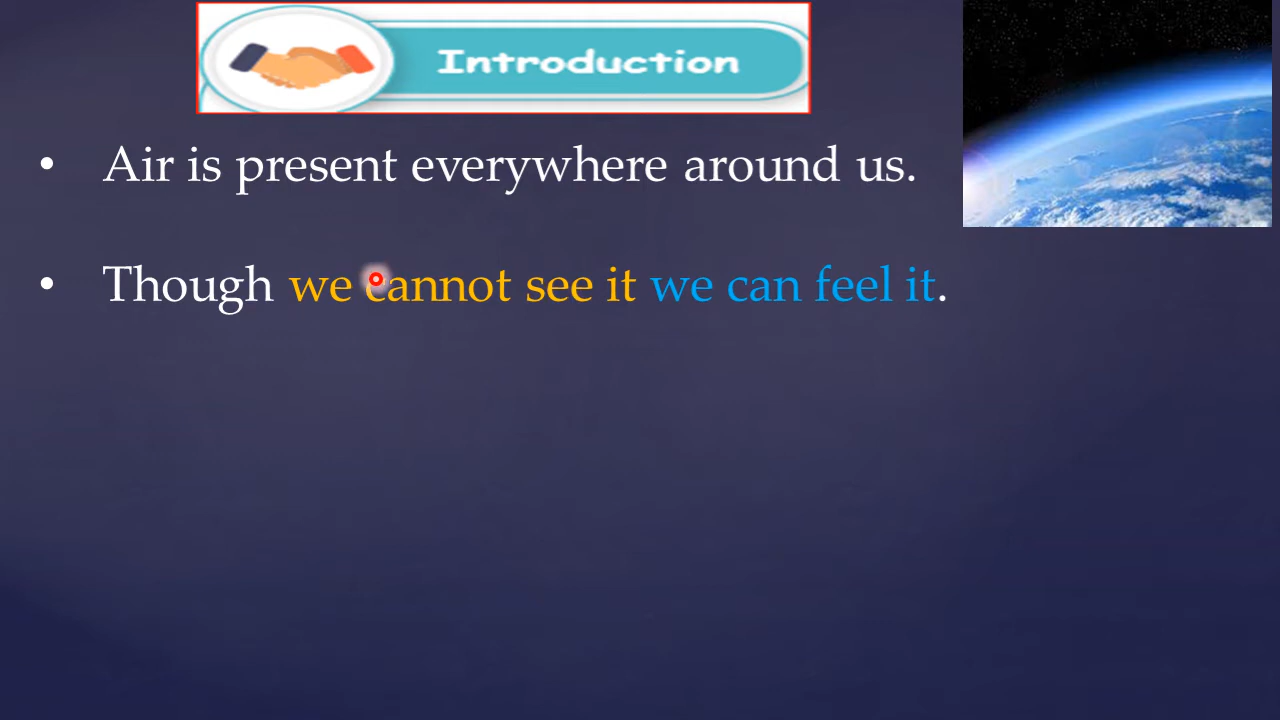 Introduction
• Air is present everywhere around us.
• Though we cannot see it we can feel it.